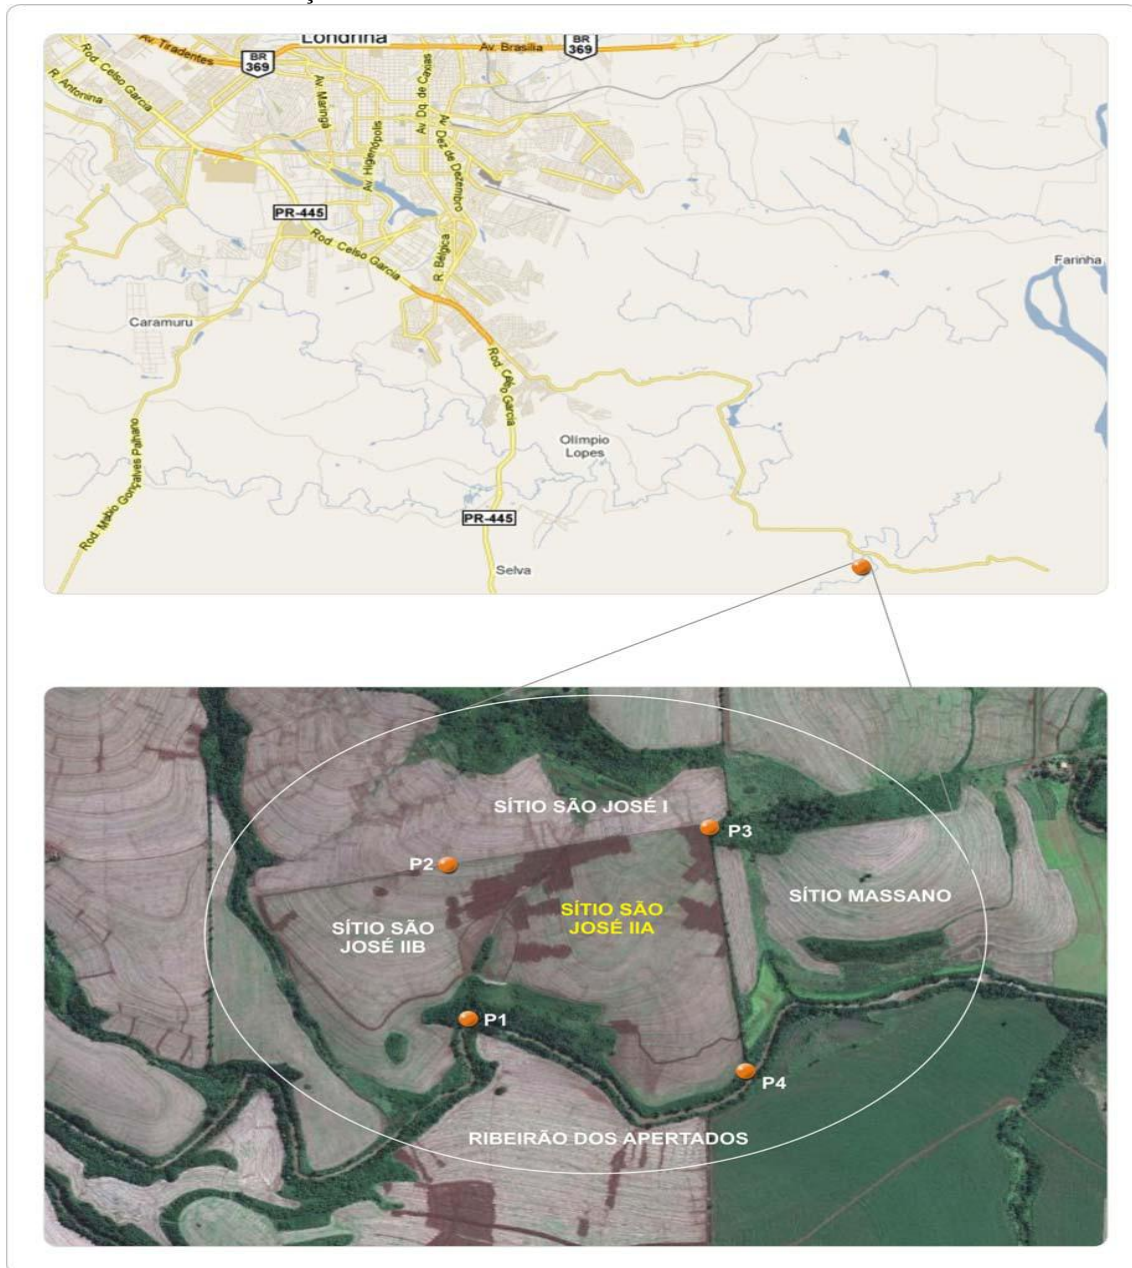 Londrina
Av. Tiradentes
BR
369
Av. Brasília
BR
369
Rod. Celso Garcia
R. Antonina
Av. Maringá
Av. Higienópolis
Av. Dq. de Caxias
Av. Dez de Dezembro
PR-445
Rod. Celso Garcia
R. Bélgica
Farinha
Caramuru
Rod. Celso Garcia
Rod. Mabio Gonçalves Palhano
Olímpio
Lopes
PR-445
Selva
SÍTIO SÃO JOSÉ I
P3
P2
SÍTIO MASSANO
SÍTIO SÃO
JOSÉ IIA
SÍTIO SÃO
JOSÉ IIB
P1
P4
RIBEIRÃO DOS APERTADOS